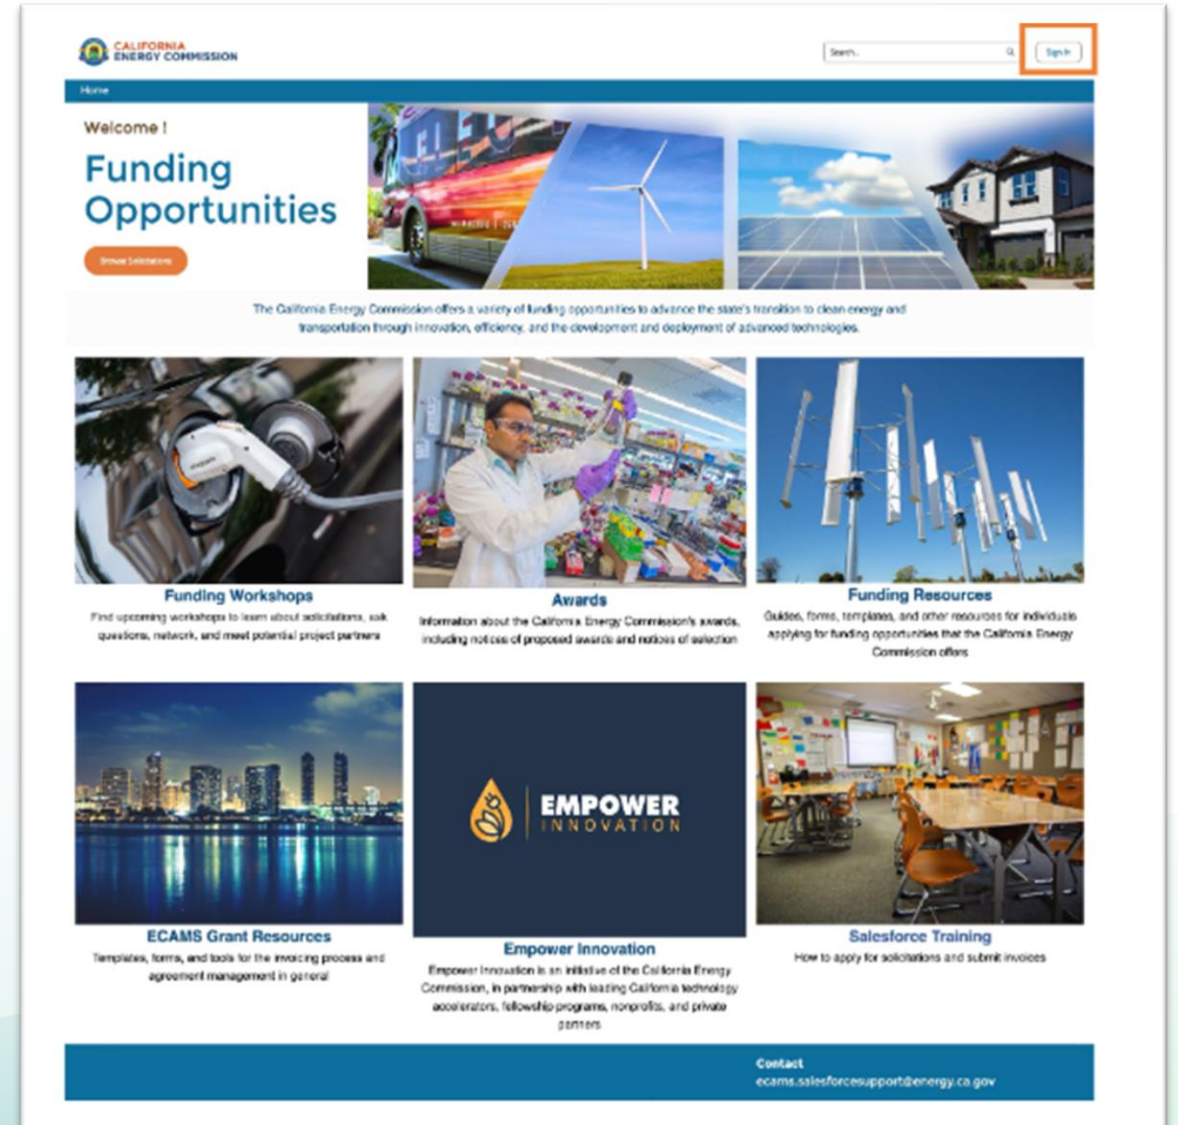 CALIFORNIA
ENERGY COMMISSION
Search...
Sign In
Home
Welcome !
Funding
Opportunities
Browse Solicitations
The California Energy Commission offers a variety of funding opportunities to advance the state's transition to clean energy and
transportation through innovation, efficiency, and the development and deployment of advanced technologies.
Funding Workshops
Find upcoming workshops to learn about solicitations, ask
questions, network, and meet potential project partners
Awards
Information about the California Energy Commission's awards,
including notices of proposed awards and notices of selection
Funding Resources
Guides, forms, templates, and other resources for individuals
applying for funding opportunities that the California Energy
Commission offers
EMPOWER
INNOVATION
ECAMS Grant Resources
Templates, forms, and tools for the invoicing process and
agreement management in general
Empower Innovation
Empower Innovation is an initiative of the California Energy
Commission, in partnership with leading California technology
accelerators, fellowship programs, nonprofits, and private
partners
Salesforce Training
How to apply for solicitations and submit invoices
Contact
ecams.salesforcesupport@energy.ca.gov